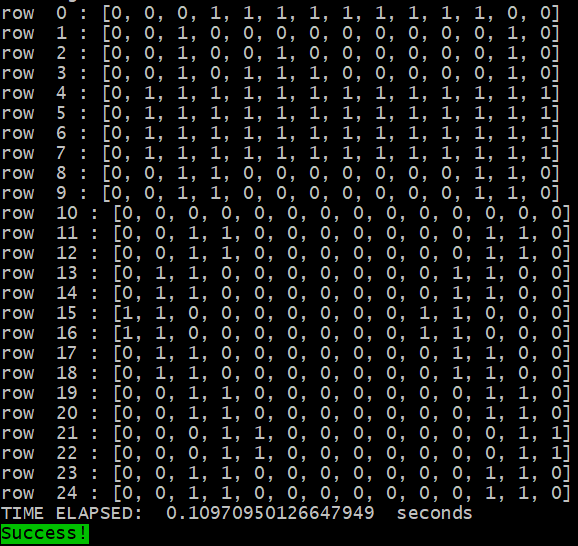 row  0 : [0, 0, 0, 1, 1, 1, 1, 1, 1, 1, 1, 1, 0, 0]
row  1 : [0, 0, 1, 0, 0, 0, 0, 0, 0, 0, 0, 0, 1, 0]
row  2 : [0, 0, 1, 0, 0, 1, 0, 0, 0, 0, 0, 0, 1, 0]
row  3 : [0, 0, 1, 0, 1, 1, 1, 0, 0, 0, 0, 0, 1, 0]
row  4 : [0, 1, 1, 1, 1, 1, 1, 1, 1, 1, 1, 1, 1, 1]
row  5 : [0, 1, 1, 1, 1, 1, 1, 1, 1, 1, 1, 1, 1, 1]
row  6 : [0, 1, 1, 1, 1, 1, 1, 1, 1, 1, 1, 1, 1, 1]
row  7 : [0, 1, 1, 1, 1, 1, 1, 1, 1, 1, 1, 1, 1, 1]
row  8 : [0, 0, 1, 1, 0, 0, 0, 0, 0, 0, 0, 1, 1, 0]
row  9 : [0, 0, 1, 1, 0, 0, 0, 0, 0, 0, 0, 1, 1, 0]
row  10 : [0, 0, 0, 0, 0, 0, 0, 0, 0, 0, 0, 0, 0, 0]
row  11 : [0, 0, 1, 1, 0, 0, 0, 0, 0, 0, 0, 1, 1, 0]
row  12 : [0, 0, 1, 1, 0, 0, 0, 0, 0, 0, 0, 1, 1, 0]
row  13 : [0, 1, 1, 0, 0, 0, 0, 0, 0, 0, 1, 1, 0, 0]
row  14 : [0, 1, 1, 0, 0, 0, 0, 0, 0, 0, 1, 1, 0, 0]
row  15 : [1, 1, 0, 0, 0, 0, 0, 0, 0, 1, 1, 0, 0, 0]
row  16 : [1, 1, 0, 0, 0, 0, 0, 0, 0, 1, 1, 0, 0, 0]
row  17 : [0, 1, 1, 0, 0, 0, 0, 0, 0, 0, 1, 1, 0, 0]
row  18 : [0, 1, 1, 0, 0, 0, 0, 0, 0, 0, 1, 1, 0, 0]
row  19 : [0, 0, 1, 1, 0, 0, 0, 0, 0, 0, 0, 1, 1, 0]
row  20 : [0, 0, 1, 1, 0, 0, 0, 0, 0, 0, 0, 1, 1, 0]
row  21 : [0, 0, 0, 1, 1, 0, 0, 0, 0, 0, 0, 0, 1, 1]
row  22 : [0, 0, 0, 1, 1, 0, 0, 0, 0, 0, 0, 0, 1, 1]
row  23 : [0, 0, 1, 1, 0, 0, 0, 0, 0, 0, 0, 1, 1, 0]
row  24 : [0, 0, 1, 1, 0, 0, 0, 0, 0, 0, 0, 1, 1, 0]
TIME ELAPSED:  0.10970950126647949  seconds
Success!